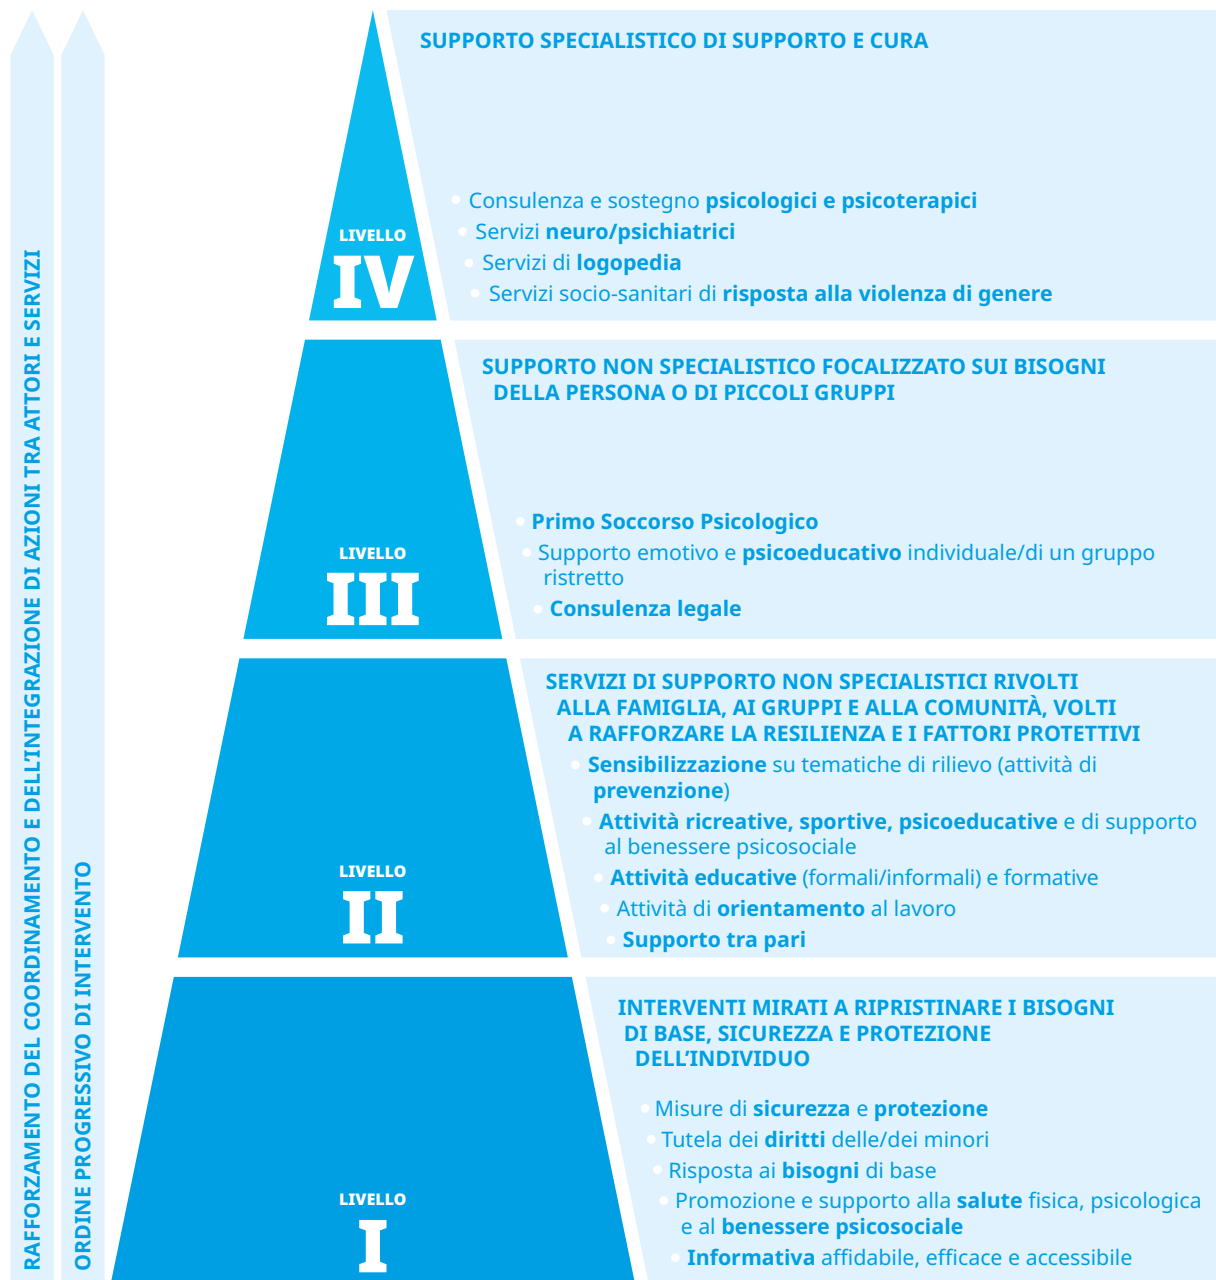 RAFFORZAMENTO DEL COORDINAMENTO E DELL'INTEGRAZIONE DI AZIONI TRA ATTORI E SERVIZI
ORDINE PROGRESSIVO DI INTERVENTO
LIVELLO
IV
SUPPORTO SPECIALISTICO DI SUPPORTO E CURA
Consulenza e sostegno psicologici e psicoterapici
Servizi neuro/psichiatrici
Servizi di logopedia
Servizi socio-sanitari di risposta alla violenza di genere
LIVELLO
III
SUPPORTO NON SPECIALISTICO FOCALIZZATO SUI BISOGNI
DELLA PERSONA O DI PICCOLI GRUPPI
Primo Soccorso Psicologico
Supporto emotivo e psicoeducativo individuale/di un gruppo
ristretto
Consulenza legale
LIVELLO
II
SERVIZI DI SUPPORTO NON SPECIALISTICI RIVOLTI
ALLA FAMIGLIA, AI GRUPPI E ALLA COMUNITÀ, VOLTI
A RAFFORZARE LA RESILIENZA E I FATTORI PROTETTIVI
Sensibilizzazione su tematiche di rilievo (attività di
prevenzione)
Attività ricreative, sportive, psicoeducative e di supporto
al benessere psicosociale
Attività educative (formali/informali) e formative
Attività di orientamento al lavoro
Supporto tra pari
LIVELLO
I
INTERVENTI MIRATI A RIPRISTINARE I BISOGNI
DI BASE, SICUREZZA E PROTEZIONE
DELL'INDIVIDUO
Misure di sicurezza e protezione
Tutela dei diritti delle/dei minori
Risposta ai bisogni di base
Promozione e supporto alla salute fisica, psicologica
e al benessere psicosociale
Informativa affidabile, efficace e accessibile